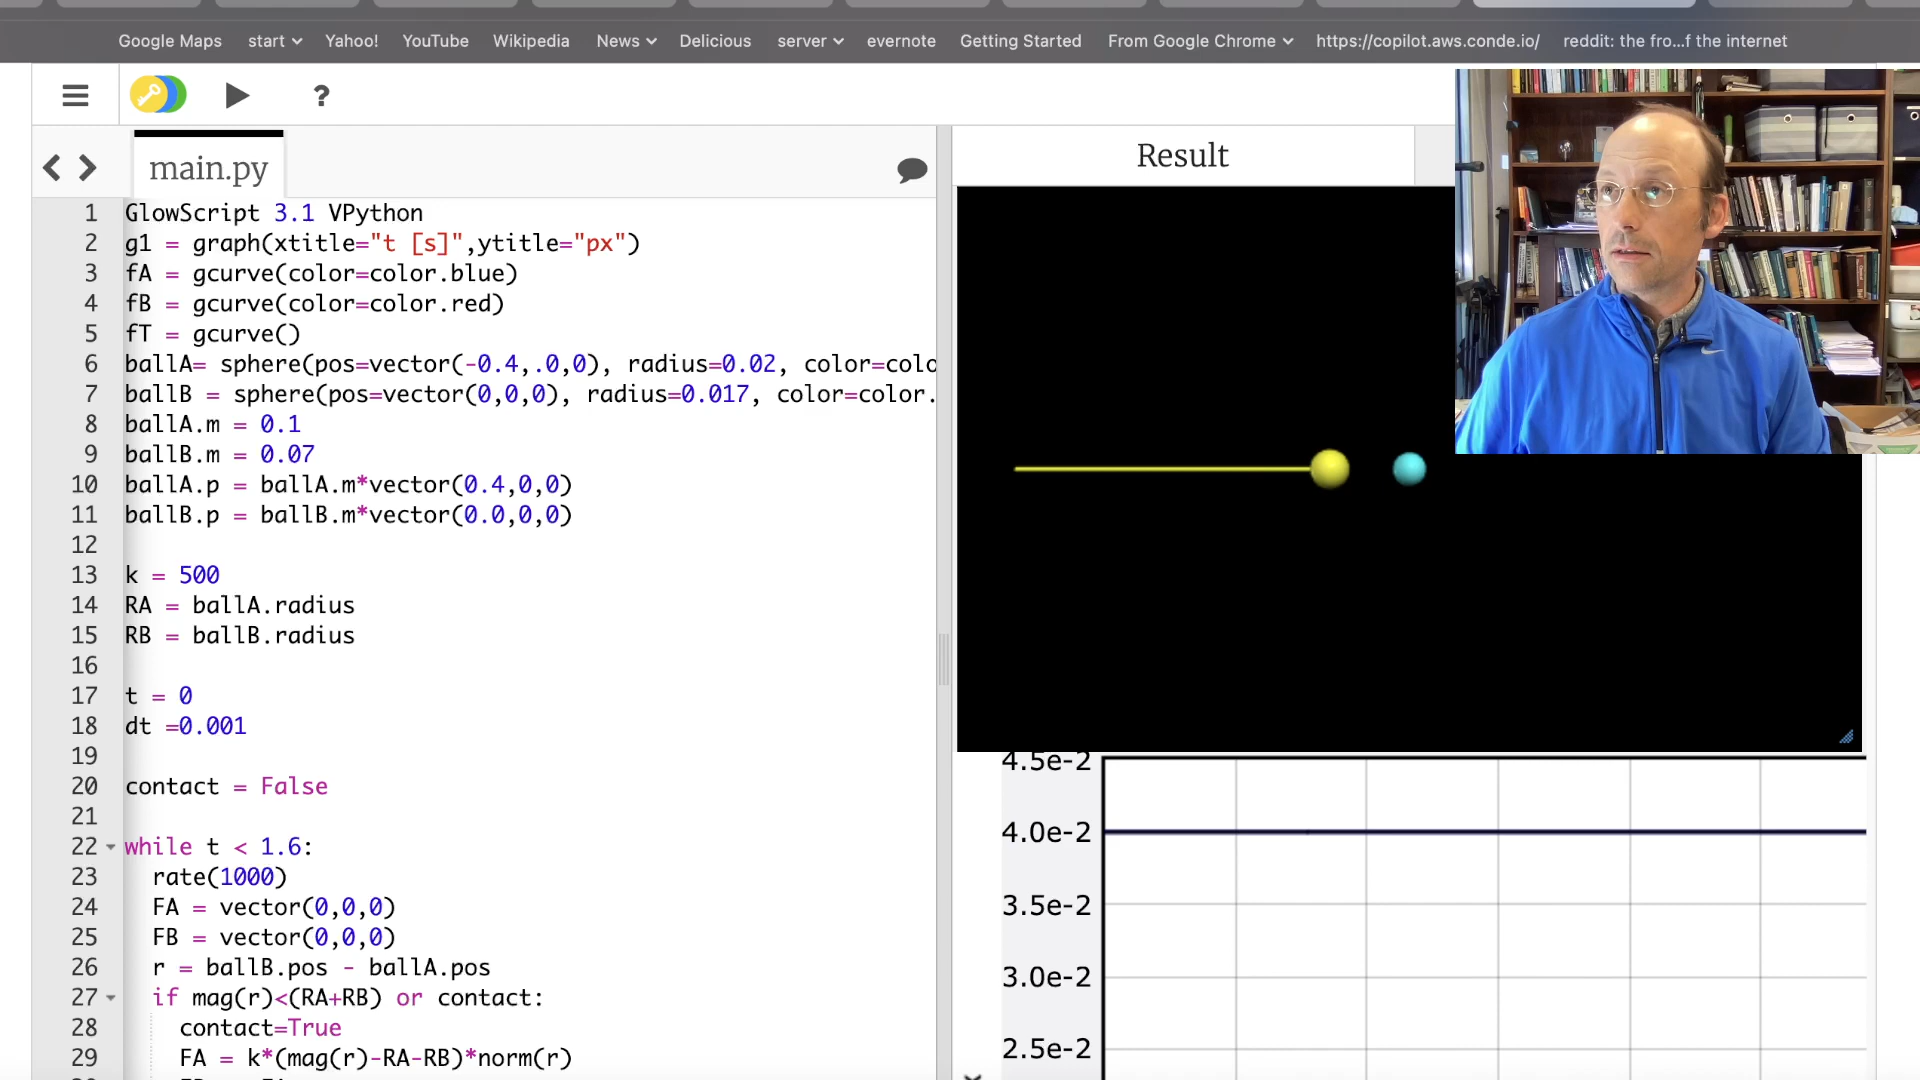 Google Maps start Yahoo! YouTube Wikipedia News Delicious server evernote Getting Started From Google Chrome https://copilot.aws.conde.io/ reddit: the fro...f the internet
?
main.py
1 GlowScript 3.1 VPython
2 g1 = graph(xtitle="t [s]",ytitle="px")
3 fA = gcurve(color=color.blue)
4 fB = gcurve(color=color.red)
5 fT = gcurve()
6 ballA= sphere(pos=vector(-0.4,.0,0), radius=0.02, color=colo
7 ballB = sphere(pos=vector(0,0,0), radius=0.017, color=color.
8 ballA.m = 0.1
9 ballB.m = 0.07
10 ballA.p = ballA.m*vector(0.4,0,0)
11 ballB.p = ballB.m*vector(0.0,0,0)
12
13 k = 500
14 RA = ballA.radius
15 RB = ballB.radius
16
17 t = 0
18 dt =0.001
19
20 contact = False
21
22 while t < 1.6:
23 rate(1000)
24 FA = vector(0,0,0)
25 FB = vector(0,0,0)
26 r = ballB.pos - ballA.pos
27 if mag(r)<(RA+RB) or contact:
28 contact=True
29 FA = k*(mag(r)-RA-RB)*norm(r)
Result
4.5e-2
4.0e-2
3.5e-2
3.0e-2
2.5e-2